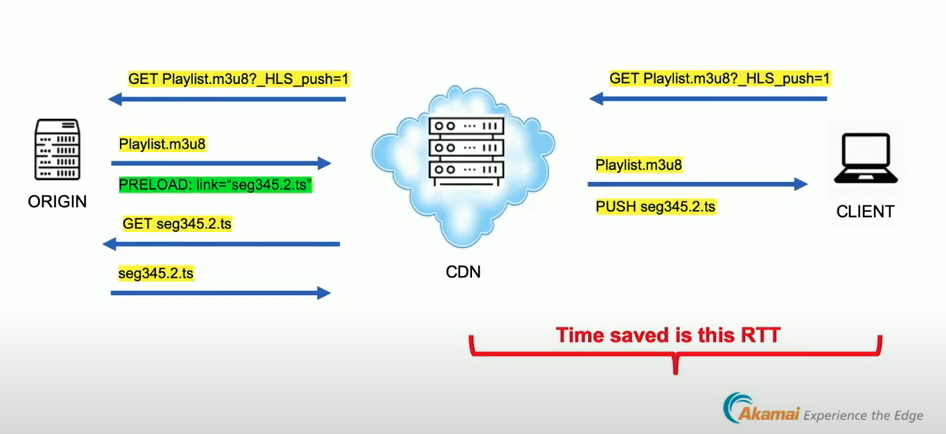 GET Playlist.m3u8?_HLS_push=1
GET Playlist.m3u8?_HLS_push=1
Playlist.m3u8
PRELOAD: link="seg345.2.ts"
GET seg345.2.ts
seg345.2.ts
ORIGIN
CDN
Playlist.m3u8
PUSH seg345.2.ts
CLIENT
Time saved is this RTT
Akamai Experience the Edge